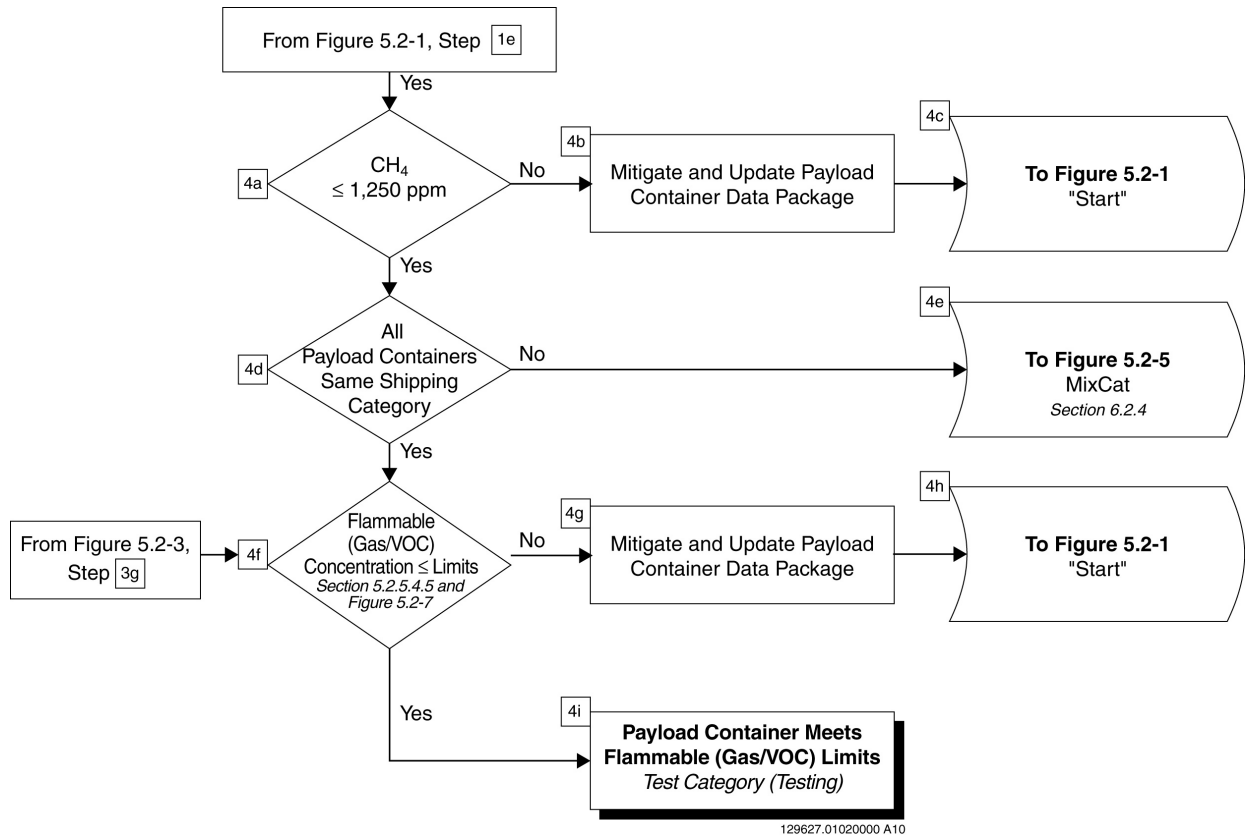 From Figure 5.2-1, Step 1e
Yes
4a
CH4
≤ 1,250 ppm
No
4b
Mitigate and Update Payload
Container Data Package
4c
To Figure 5.2-1
"Start"
Yes
4d
All
Payload Containers
Same Shipping
Category
No
4e
To Figure 5.2-5
MixCat
Section 6.2.4
Yes
From Figure 5.2-3,
Step 3g
4f
Flammable
(Gas/VOC)
Concentration ≤ Limits
Section 5.2.5.4.5 and
Figure 5.2-7
No
4g
Mitigate and Update Payload
Container Data Package
4h
To Figure 5.2-1
"Start"
Yes
4i
Payload Container Meets
Flammable (Gas/VOC) Limits
Test Category (Testing)
129627.01020000 A10